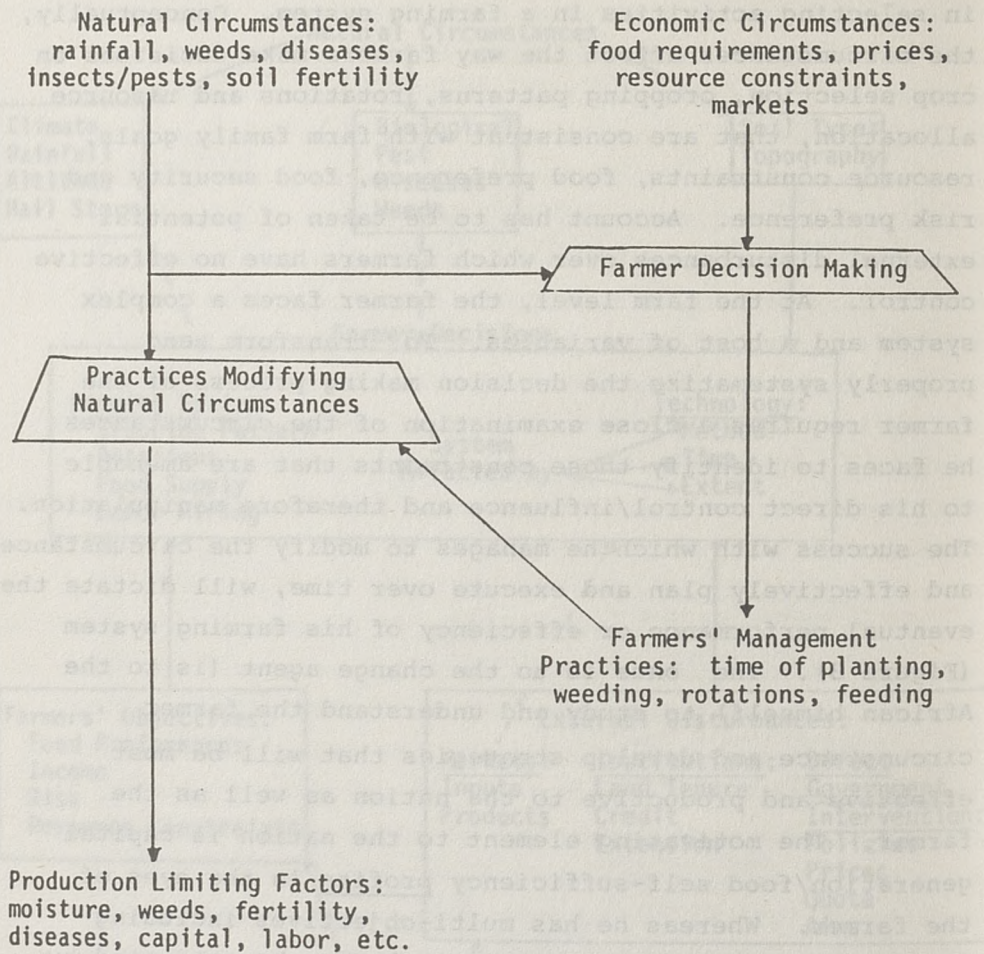 Natural Circumstances:
rainfall, weeds, diseases,
insects/pests, soil fertility
Economic Circumstances:
food requirements, prices,
resource constraints,
markets
Farmer Decision Making
Practices Modifying
Natural Circumstances
Farmers' Management
Practices: time of planting,
weeding, rotations, feeding
Production Limiting Factors:
moisture, weeds, fertility,
diseases, capital, labor, etc.